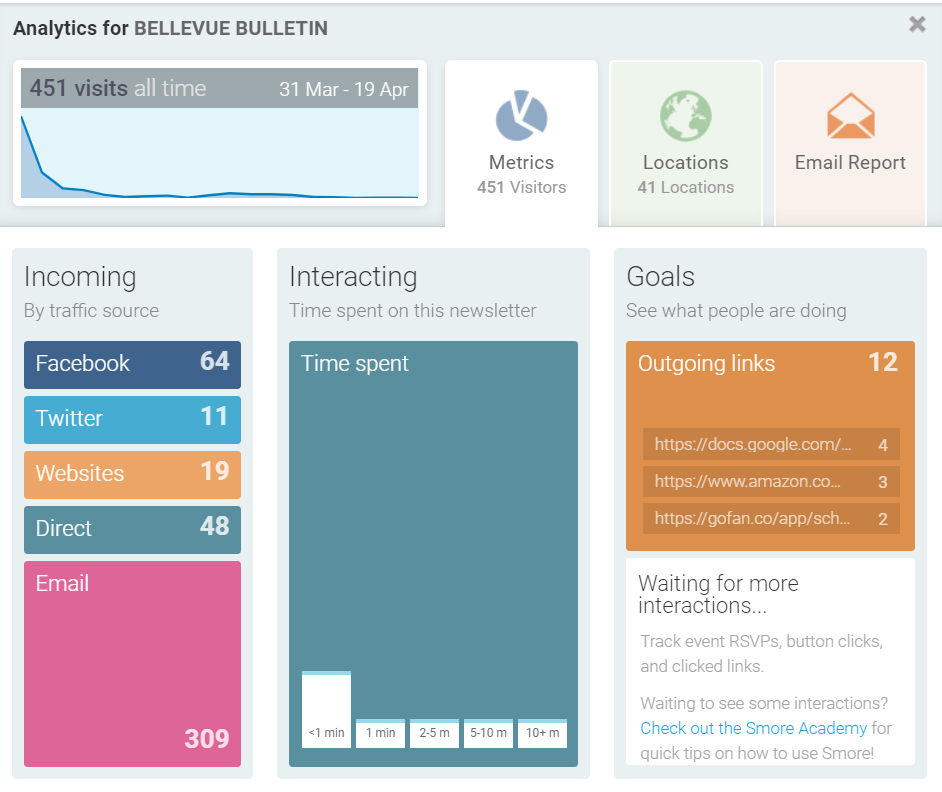 Analytics for BELLEVUE BULLETIN
451 visits all time 31 Mar - 19 Apr
Metrics
451 Visitors
Locations
41 Locations
Email Report
Incoming
By traffic source
Facebook 64
Twitter 11
Websites 19
Direct 48
Email
309
Interacting
Time spent on this newsletter
Time spent
<1 min 1 min 2-5 m 5-10 m 10+ m
Goals
See what people are doing
Outgoing links 12
https://docs.google.com/... 4
https://www.amazon.co... 3
https://gofan.co/app/sch... 2
Waiting for more
interactions...
Track event RSVPs, button clicks,
and clicked links.
Waiting to see some interactions?
Check out the Smore Academy for
quick tips on how to use Smore!